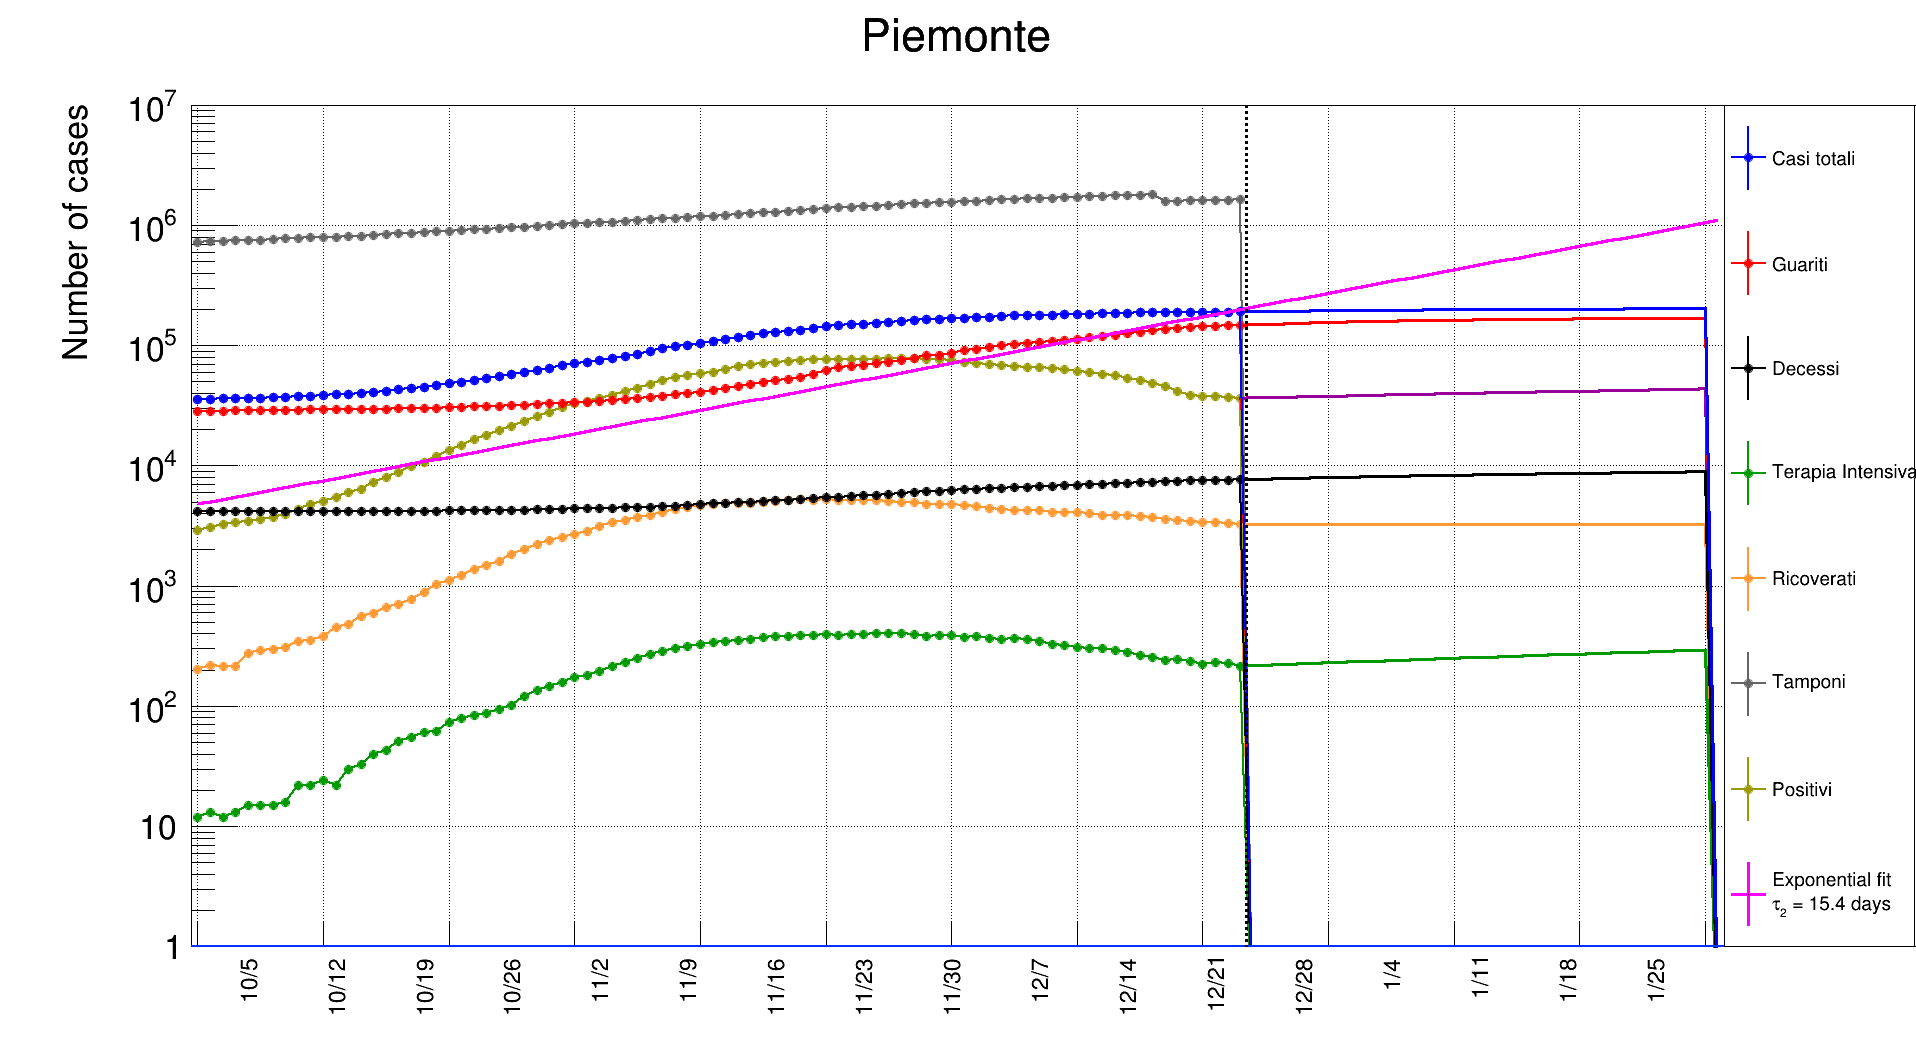 Piemonte
Number of cases
10^7
10^6
10^5
10^4
10^3
10^2
10
1
10/5
10/12
10/19
10/26
11/2
11/9
11/16
11/23
11/30
12/7
12/14
12/21
12/28
1/4
1/11
1/18
1/25
Casi totali
Guariti
Decessi
Terapia Intensiva
Ricoverati
Tamponi
Positivi
Exponential fit
τ₂ = 15.4 days